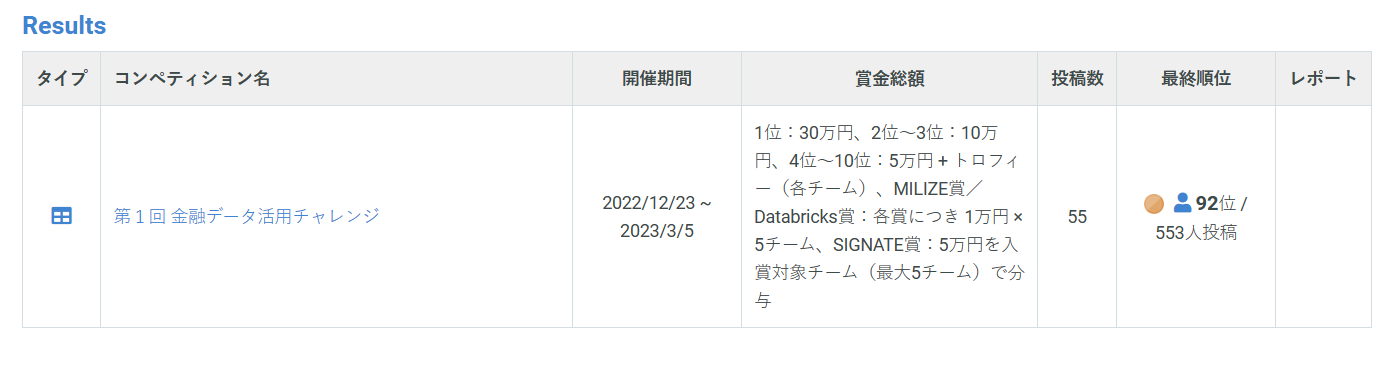 Results
タイプ コンペティション名 開催期間 賞金総額 投稿数 最終順位 レポート
第1回 金融データ活用チャレンジ
2022/12/23 ~
2023/3/5
1位：30万円、2位～3位：10万
円、4位～10位：5万円 + トロフィ
ー（各チーム）、MILIZE賞／
Databricks賞：各賞につき 1万円 ×
5チーム、SIGNATE賞：5万円を入
賞対象チーム（最大5チーム）で分
与
55
92位 /
553人投稿